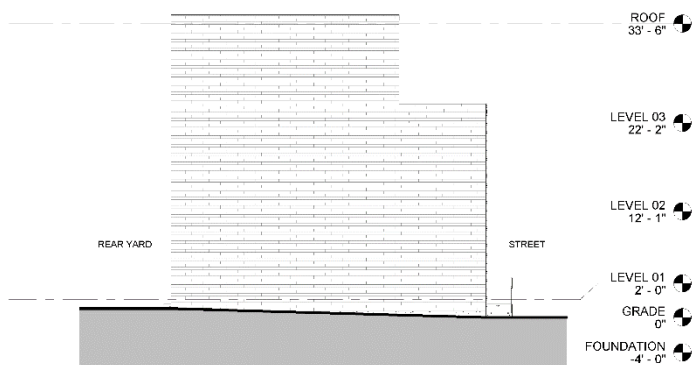 ROOF
33' - 6"
LEVEL 03
22' - 2"
LEVEL 02
12' - 1"
REAR YARD
STREET
LEVEL 01
2' - 0"
GRADE
0"
FOUNDATION
-4' - 0"